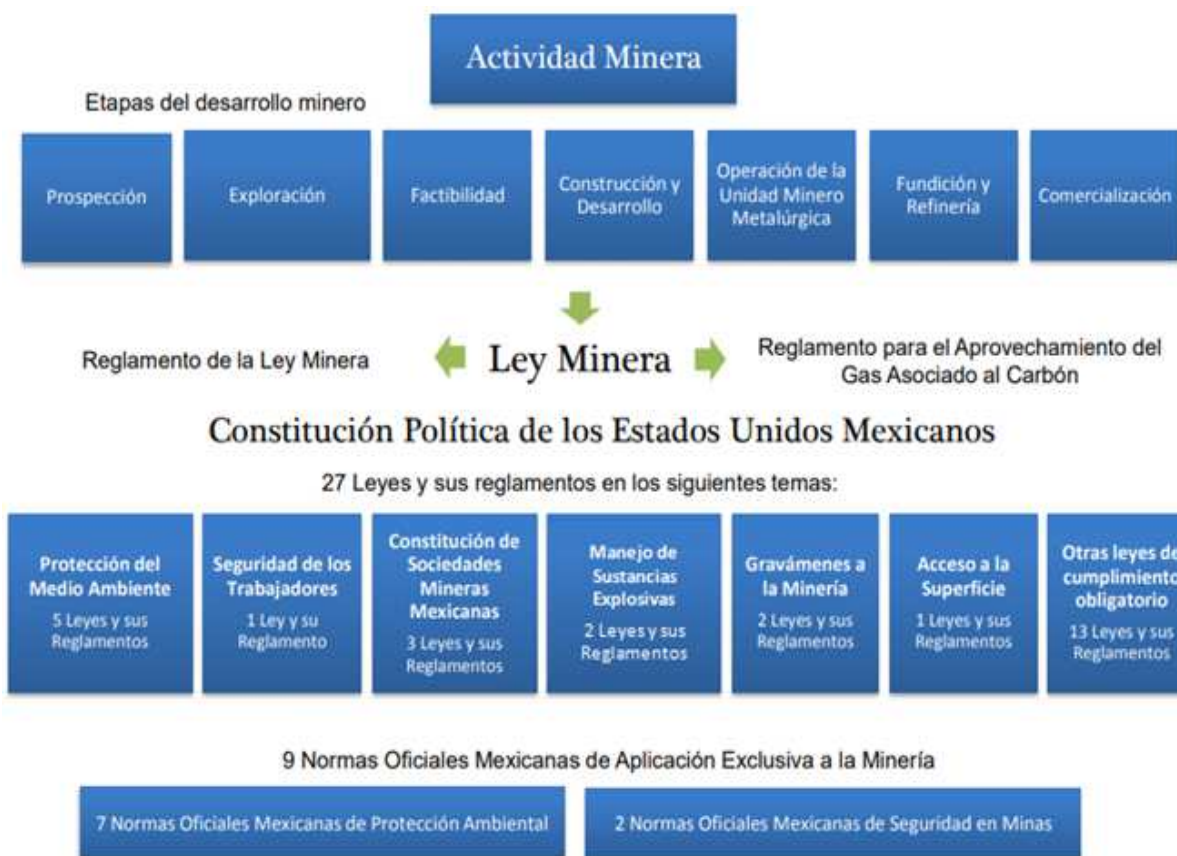 Actividad Minera
Etapas del desarrollo minero
Prospección
Exploración
Factibilidad
Construcción y
Desarrollo
Operación de la
Unidad Minero
Metalúrgica
Fundición y
Refinería
Comercialización
Reglamento de la Ley Minera
Ley Minera
Reglamento para el Aprovechamiento del
Gas Asociado al Carbón
Constitución Política de los Estados Unidos Mexicanos
27 Leyes y sus reglamentos en los siguientes temas:
Protección del
Medio Ambiente
5 Leyes y sus
Reglamentos
Seguridad de los
Trabajadores
1 Ley y su
Reglamento
Constitución de
Sociedades
Mineras
Mexicanas
3 Leyes y sus
Reglamentos
Manejo de
Sustancias
Explosivas
2 Leyes y sus
Reglamentos
Gravámenes a
la Minería
2 Leyes y sus
Reglamentos
Acceso a la
Superficie
1 Leyes y sus
Reglamentos
Otras leyes de
cumplimiento
obligatorio
13 Leyes y sus
Reglamentos
9 Normas Oficiales Mexicanas de Aplicación Exclusiva a la Minería
7 Normas Oficiales Mexicanas de Protección Ambiental
2 Normas Oficiales Mexicanas de Seguridad en Minas